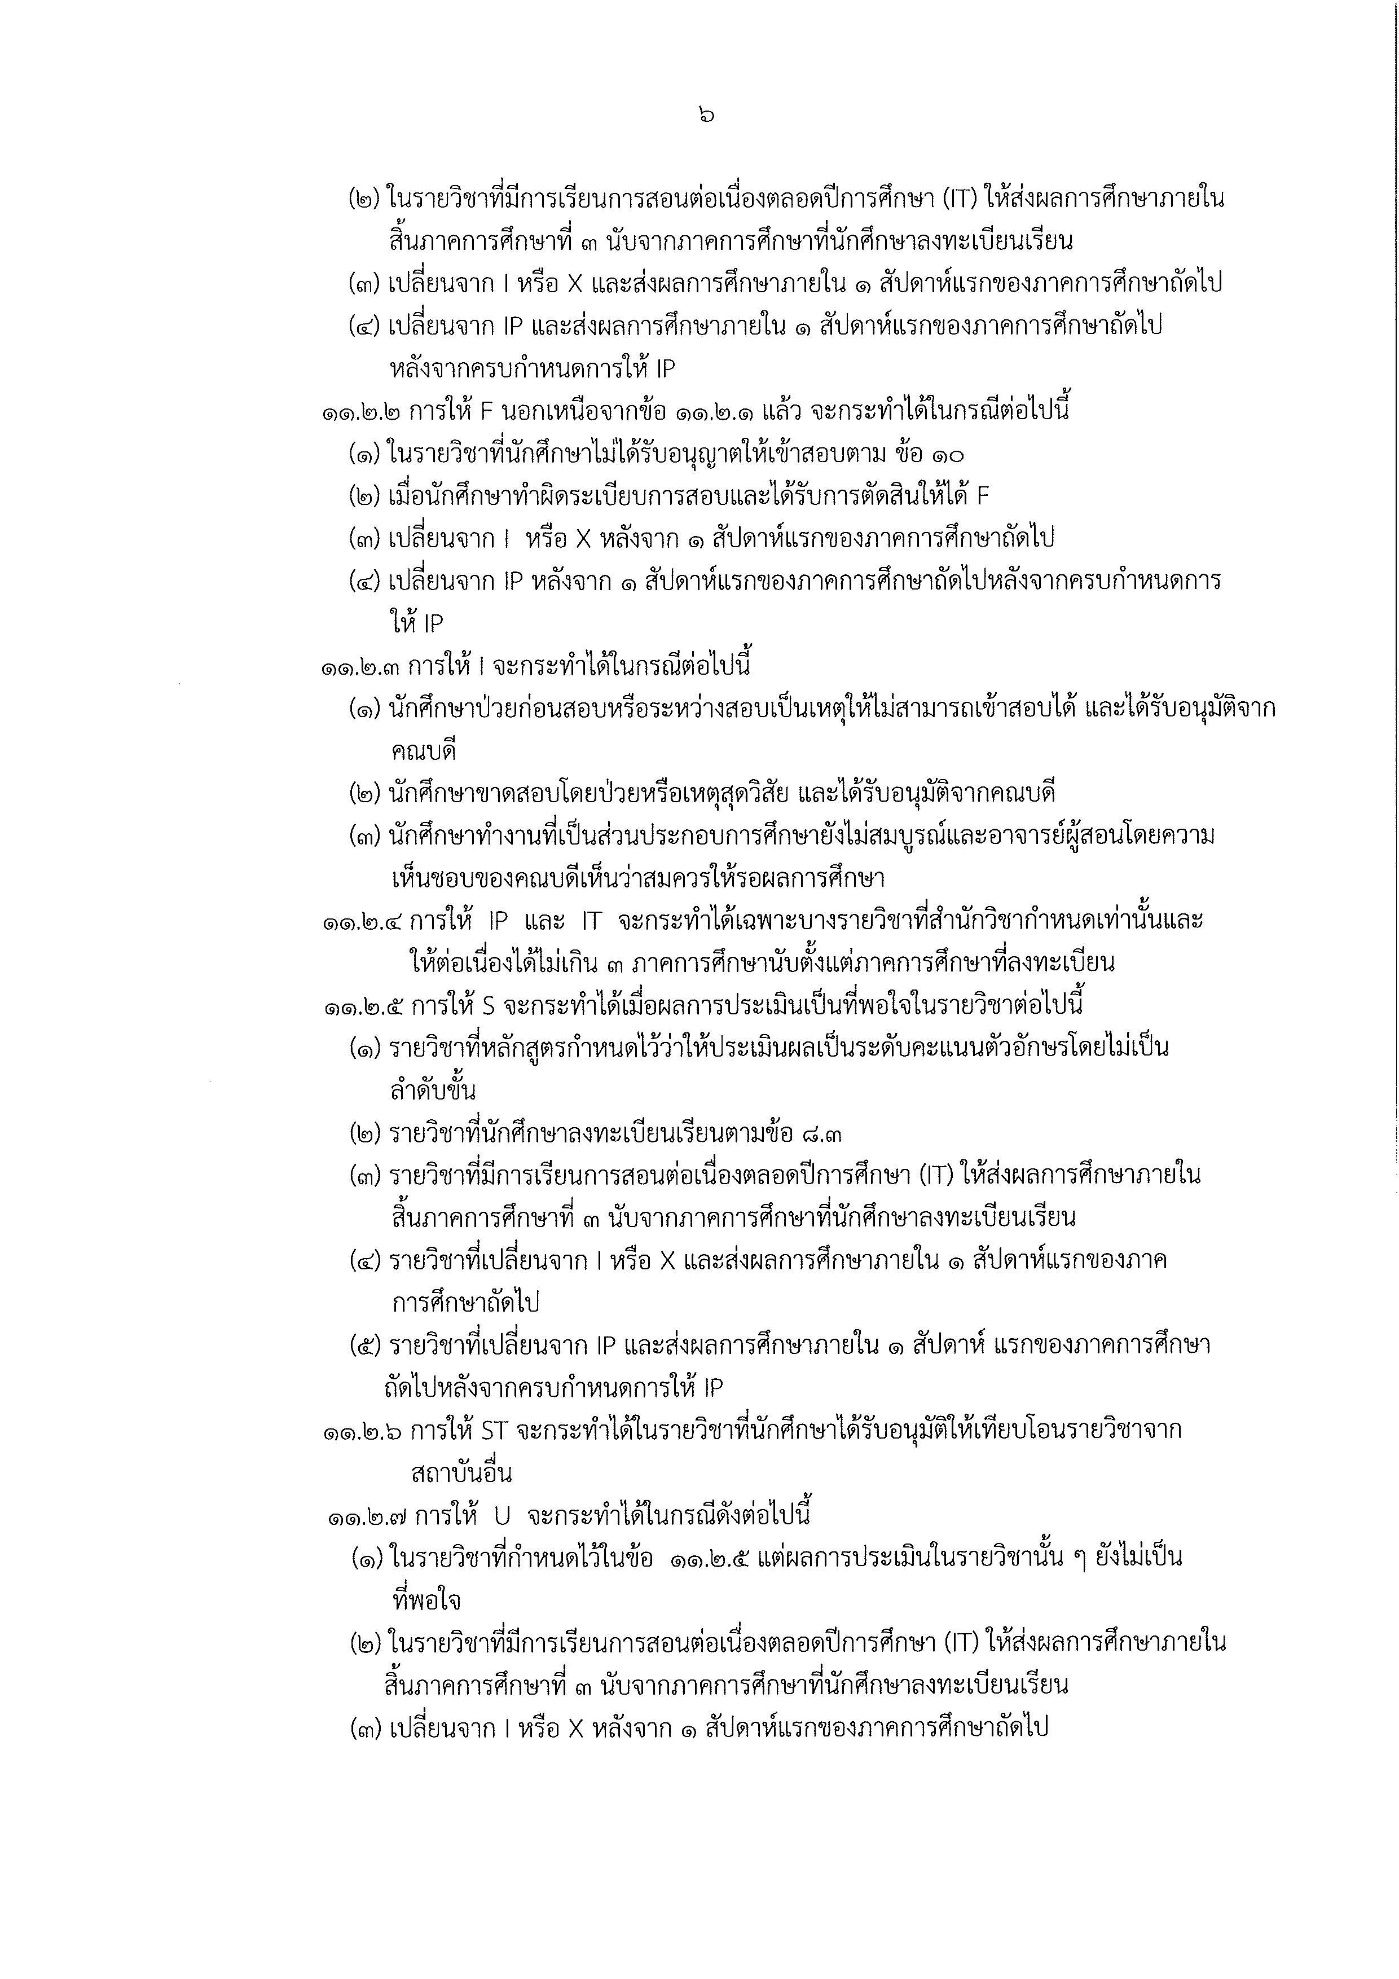 ๖
(๒) ในรายวิชาที่มีการเรียนการสอนต่อเนื่องตลอดปีการศึกษา (IT) ให้ส่งผลการศึกษาภายใน
สิ้นภาคการศึกษาที่ ๓ นับจากภาคการศึกษาที่นักศึกษาลงทะเบียนเรียน
(๓) เปลี่ยนจาก I หรือ X และส่งผลการศึกษาภายใน ๑ สัปดาห์แรกของภาคการศึกษาถัดไป
(๔) เปลี่ยนจาก IP และส่งผลการศึกษาภายใน ๑ สัปดาห์แรกของภาคการศึกษาถัดไป
หลังจากครบกำหนดการให้ IP
๑๑.๒.๒ การให้ F นอกเหนือจากข้อ ๑๑.๒.๑ แล้ว จะกระทำได้ในกรณีต่อไปนี้
(๑) ในรายวิชาที่นักศึกษาไม่ได้รับอนุญาตให้เข้าสอบตาม ข้อ ๑๐
(๒) เมื่อนักศึกษาทำผิดระเบียบการสอบและได้รับการตัดสินให้ได้ F
(๓) เปลี่ยนจาก I หรือ X หลังจาก ๑ สัปดาห์แรกของภาคการศึกษาถัดไป
(๔) เปลี่ยนจาก IP หลังจาก ๑ สัปดาห์แรกของภาคการศึกษาถัดไปหลังจากครบกำหนดการ
ให้ IP
๑๑.๒.๓ การให้ I จะกระทำได้ในกรณีต่อไปนี้
(๑) นักศึกษาป่วยก่อนสอบหรือระหว่างสอบเป็นเหตุให้ไม่สามารถเข้าสอบได้ และได้รับอนุมัติจาก
คณบดี
(๒) นักศึกษาขาดสอบโดยป่วยหรือเหตุสุดวิสัย และได้รับอนุมัติจากคณบดี
(๓) นักศึกษาทำงานที่เป็นส่วนประกอบการศึกษายังไม่สมบูรณ์และอาจารย์ผู้สอนโดยความ
เห็นชอบของคณบดีเห็นว่าสมควรให้รอผลการศึกษา
๑๑.๒.๔ การให้ IP และ IT จะกระทำได้เฉพาะบางรายวิชาที่สำนักวิชากำหนดเท่านั้นและ
ให้ต่อเนื่องได้ไม่เกิน ๓ ภาคการศึกษานับตั้งแต่ภาคการศึกษาที่ลงทะเบียน
๑๑.๒.๕ การให้ S จะกระทำได้เมื่อผลการประเมินเป็นที่พอใจในรายวิชาต่อไปนี้
(๑) รายวิชาที่หลักสูตรกำหนดไว้ว่าให้ประเมินผลเป็นระดับคะแนนตัวอักษรโดยไม่เป็น
ลำดับขั้น
(๒) รายวิชาที่นักศึกษาลงทะเบียนเรียนตามข้อ ๘.๓
(๓) รายวิชาที่มีการเรียนการสอนต่อเนื่องตลอดปีการศึกษา (IT) ให้ส่งผลการศึกษาภายใน
สิ้นภาคการศึกษาที่ ๓ นับจากภาคการศึกษาที่นักศึกษาลงทะเบียนเรียน
(๔) รายวิชาที่เปลี่ยนจาก I หรือ X และส่งผลการศึกษาภายใน ๑ สัปดาห์แรกของภาค
การศึกษาถัดไป
(๕) รายวิชาที่เปลี่ยนจาก IP และส่งผลการศึกษาภายใน ๑ สัปดาห์ แรกของภาคการศึกษา
ถัดไปหลังจากครบกำหนดการให้ IP
๑๑.๒.๖ การให้ ST จะกระทำได้ในรายวิชาที่นักศึกษาได้รับอนุมัติให้เทียบโอนรายวิชาจาก
สถาบันอื่น
๑๑.๒.๗ การให้ U จะกระทำได้ในกรณีดังต่อไปนี้
(๑) ในรายวิชาที่กำหนดไว้ในข้อ ๑๑.๒.๕ แต่ผลการประเมินในรายวิชานั้น ๆ ยังไม่เป็น
ที่พอใจ
(๒) ในรายวิชาที่มีการเรียนการสอนต่อเนื่องตลอดปีการศึกษา (IT) ให้ส่งผลการศึกษาภายใน
สิ้นภาคการศึกษาที่ ๓ นับจากภาคการศึกษาที่นักศึกษาลงทะเบียนเรียน
(๓) เปลี่ยนจาก I หรือ X หลังจาก ๑ สัปดาห์แรกของภาคการศึกษาถัดไป